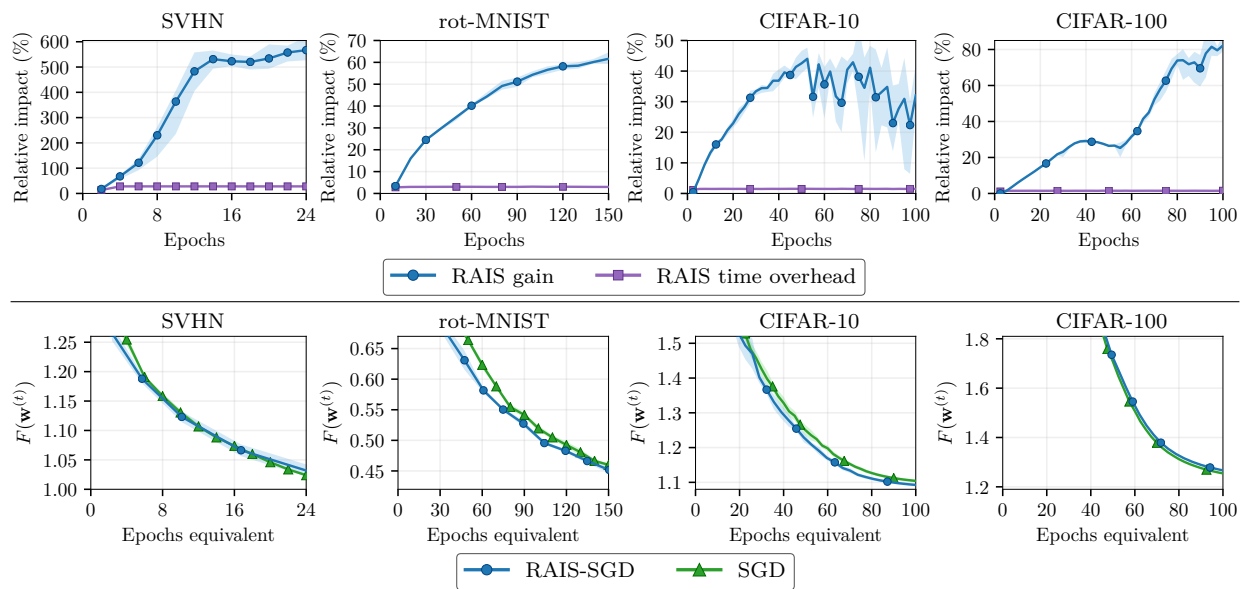 SVHN
rot-MNIST
CIFAR-10
CIFAR-100
Relative impact (%)
600
500
400
300
200
100
0
0 8 16 24
Epochs
Relative impact (%)
70
60
50
40
30
20
10
0
0 30 60 90 120 150
Epochs
Relative impact (%)
50
40
30
20
10
0
0 20 40 60 80 100
Epochs
Relative impact (%)
80
60
40
20
0
0 20 40 60 80 100
Epochs
RAIS gain RAIS time overhead
SVHN
rot-MNIST
CIFAR-10
CIFAR-100
F(w^(t))
1.25
1.20
1.15
1.10
1.05
1.00
0 8 16 24
Epochs equivalent
F(w^(t))
0.65
0.60
0.55
0.50
0.45
0 30 60 90 120 150
Epochs equivalent
F(w^(t))
1.5
1.4
1.3
1.2
1.1
0 20 40 60 80 100
Epochs equivalent
F(w^(t))
1.8
1.6
1.4
1.2
0 20 40 60 80 100
Epochs equivalent
RAIS-SGD SGD